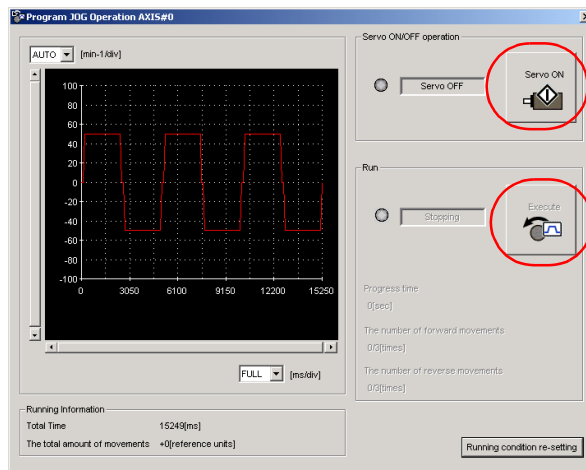 Program JOG Operation AXIS#0
AUTO [min-1/div]
100
80
60
40
20
0
-20
-40
-60
-80
-100
0 3050 6100 9150 12200 15250
FULL [ms/div]
Running Information
Total Time 15249[ms]
The total amount of movements +0[reference units]
Servo ON/OFF operation
Servo OFF
Servo ON
Run
Stopping
Execute
Progress time
0[sec]
The number of forward movements
0/3[times]
The number of reverse movements
0/3[times]
Running condition re-setting